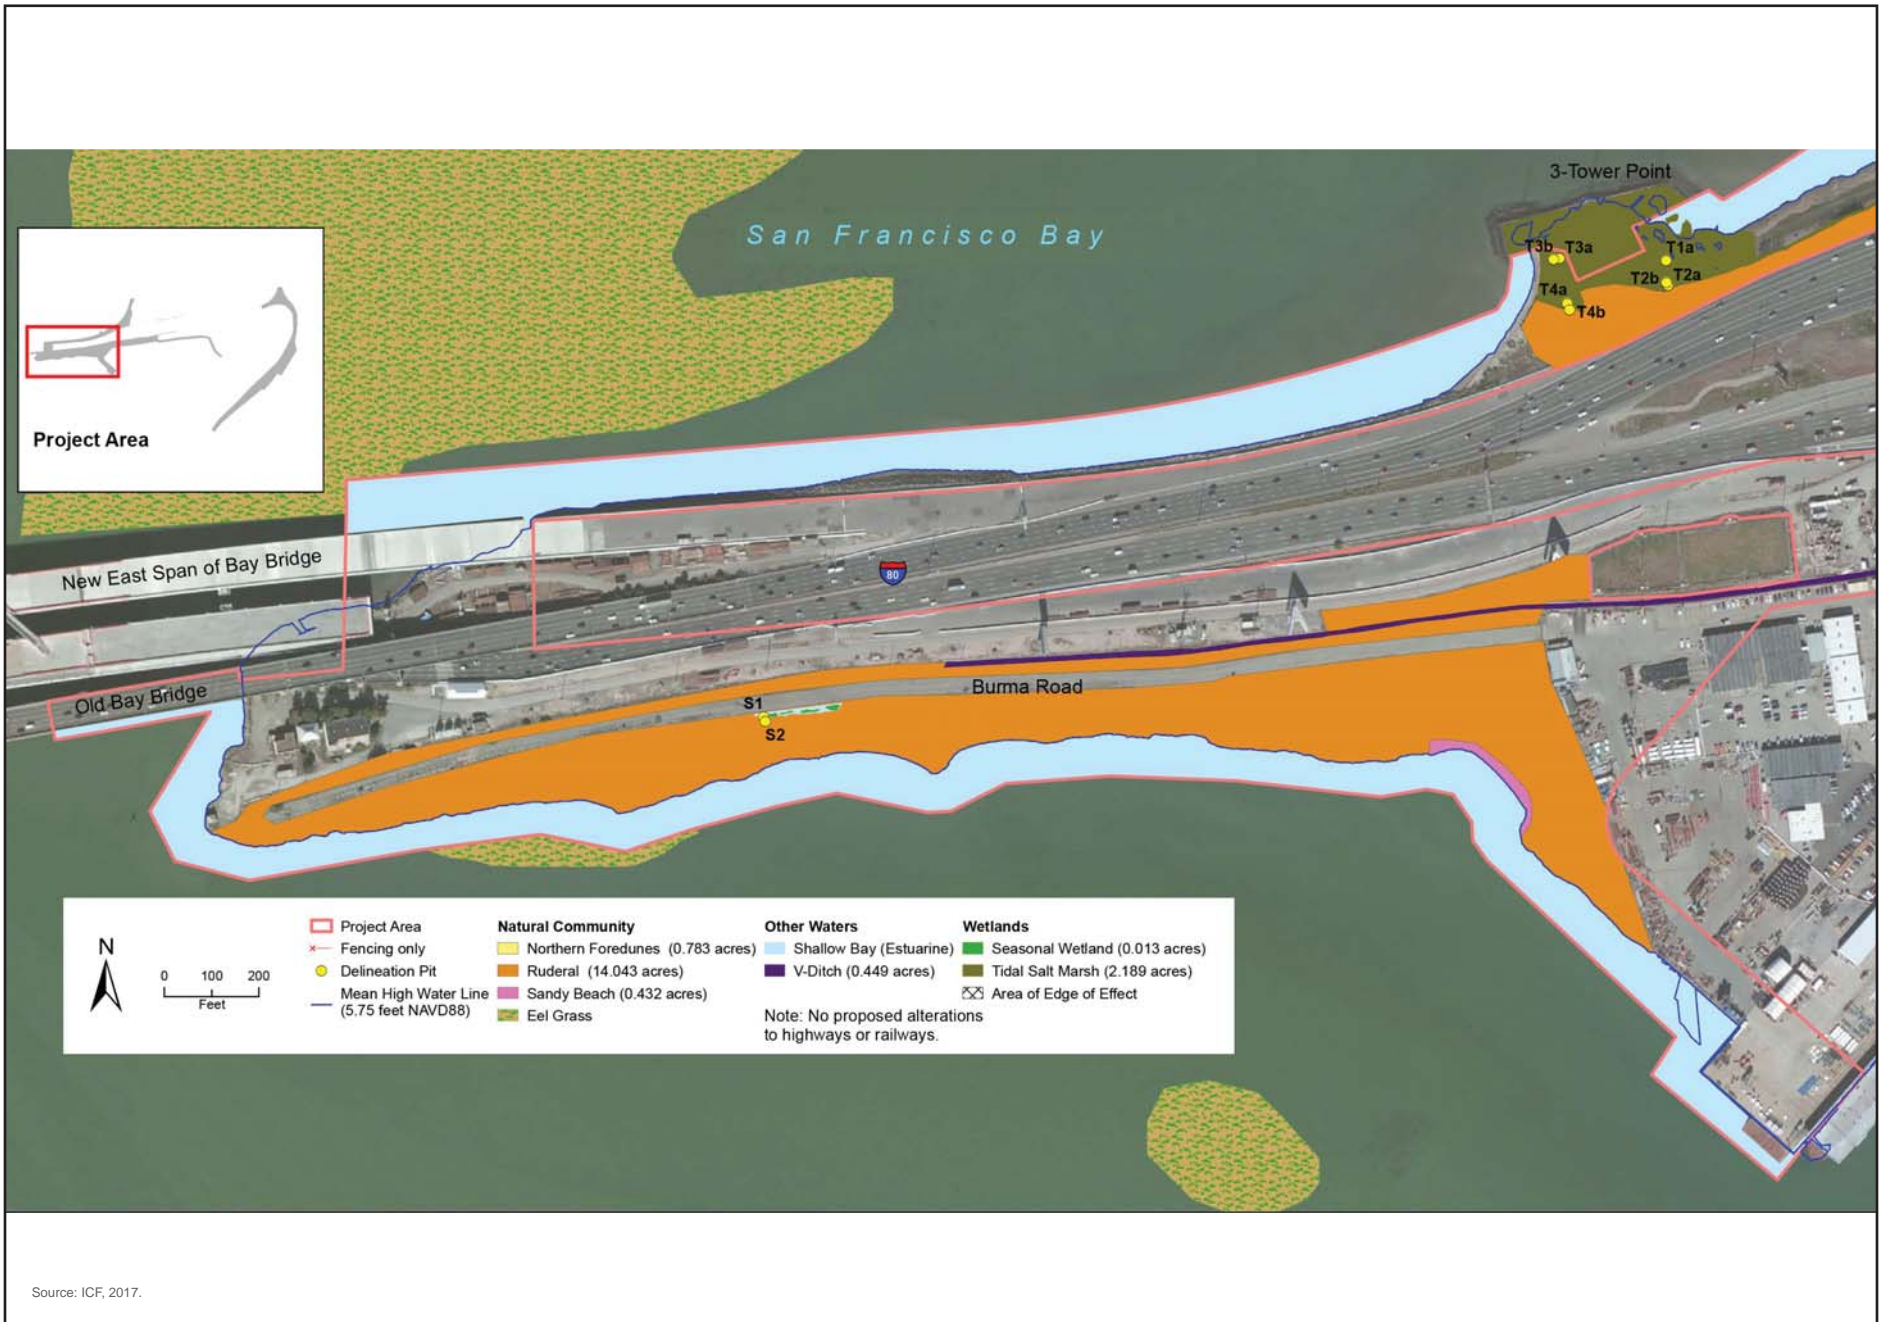 3-Tower Point
San Francisco Bay
T3b
T3a
T1a
T2b
T2a
T4a
T4b
Project Area
80
New East Span of Bay Bridge
Old Bay Bridge
Burma Road
S1
S2
N
0 100 200
Feet
Project Area
Fencing only
Delineation Pit
Mean High Water Line
(5.75 feet NAVD88)
Natural Community
Northern Foredunes (0.783 acres)
Ruderal (14.043 acres)
Sandy Beach (0.432 acres)
Eel Grass
Other Waters
Shallow Bay (Estuarine)
V-Ditch (0.449 acres)
Note: No proposed alterations
to highways or railways.
Wetlands
Seasonal Wetland (0.013 acres)
Tidal Salt Marsh (2.189 acres)
Area of Edge of Effect
Source: ICF, 2017.